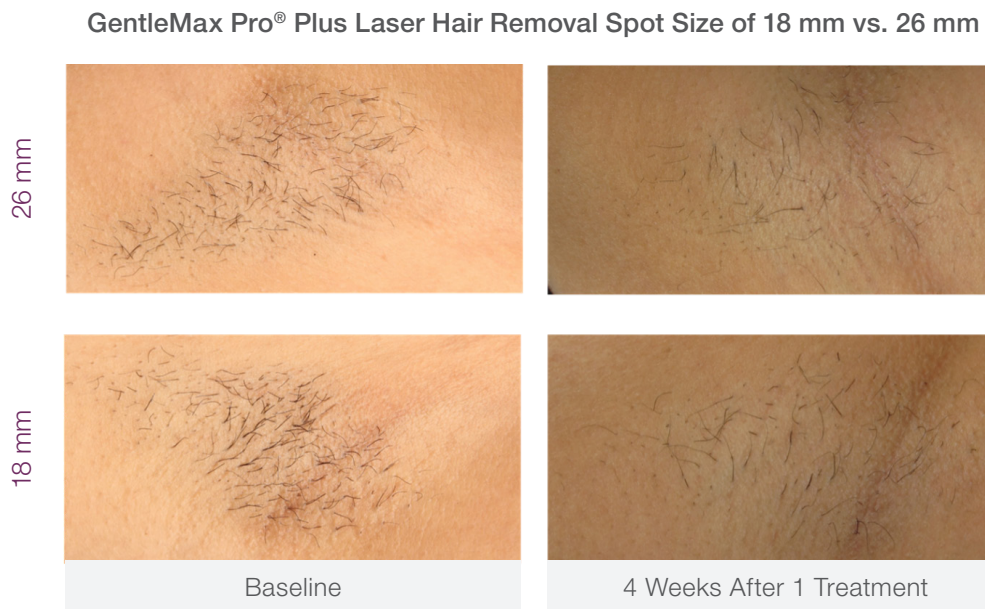 GentleMax Pro® Plus Laser Hair Removal Spot Size of 18 mm vs. 26 mm
26 mm
18 mm
Baseline
4 Weeks After 1 Treatment